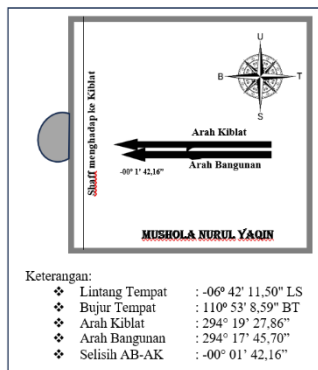 U
B T
S
Shaff menghadap ke Kiblat
Arah Kiblat
-00º 1' 42,16"
Arah Bangunan
MUSHOLA NURUL YAQIN
Keterangan:
❖ Lintang Tempat : -06º 42' 11,50" LS
❖ Bujur Tempat : 110º 53' 8,59" BT
❖ Arah Kiblat : 294° 19' 27,86”
❖ Arah Bangunan : 294° 17' 45,70”
❖ Selisih AB-AK : -00° 01’ 42,16”